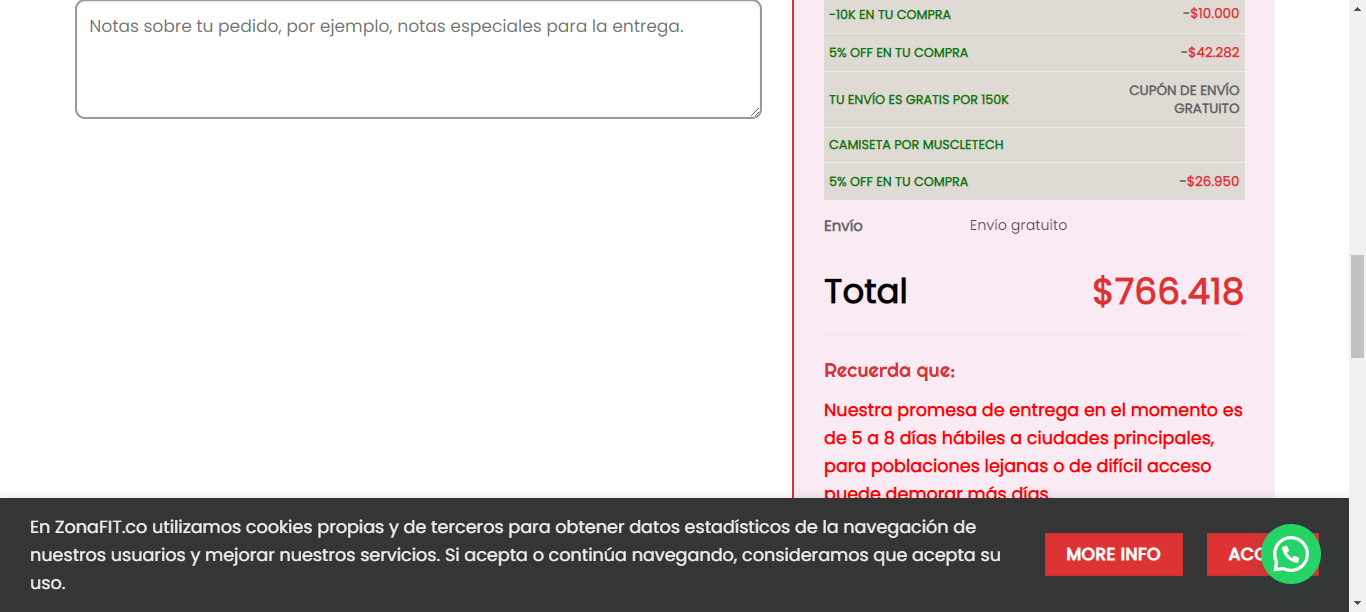 Notas sobre tu pedido, por ejemplo, notas especiales para la entrega.
-10K EN TU COMPRA -$10.000
5% OFF EN TU COMPRA -$42.282
TU ENVÍO ES GRATIS POR 150K CUPÓN DE ENVÍO
GRATUITO
CAMISETA POR MUSCLETECH
5% OFF EN TU COMPRA -$26.950
Envío Envío gratuito
Total $766.418
Recuerda que:
Nuestra promesa de entrega en el momento es
de 5 a 8 días hábiles a ciudades principales,
para poblaciones lejanas o de difícil acceso
puede demorar más días
En ZonaFIT.co utilizamos cookies propias y de terceros para obtener datos estadísticos de la navegación de
nuestros usuarios y mejorar nuestros servicios. Si acepta o continúa navegando, consideramos que acepta su
uso.
MORE INFO